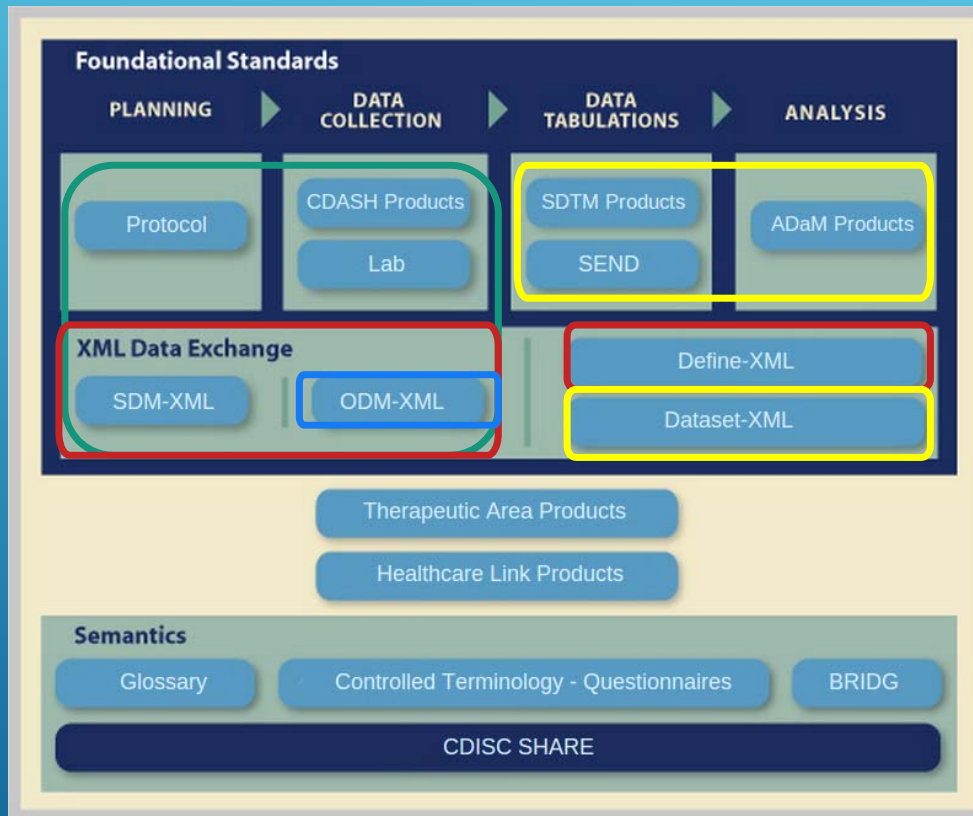 Foundational Standards
PLANNING
DATA
COLLECTION
DATA
TABULATIONS
ANALYSIS
Protocol
CDASH Products
Lab
SDTM Products
SEND
ADaM Products
XML Data Exchange
SDM-XML
ODM-XML
Define-XML
Dataset-XML
Therapeutic Area Products
Healthcare Link Products
Semantics
Glossary
Controlled Terminology - Questionnaires
BRIDG
CDISC SHARE